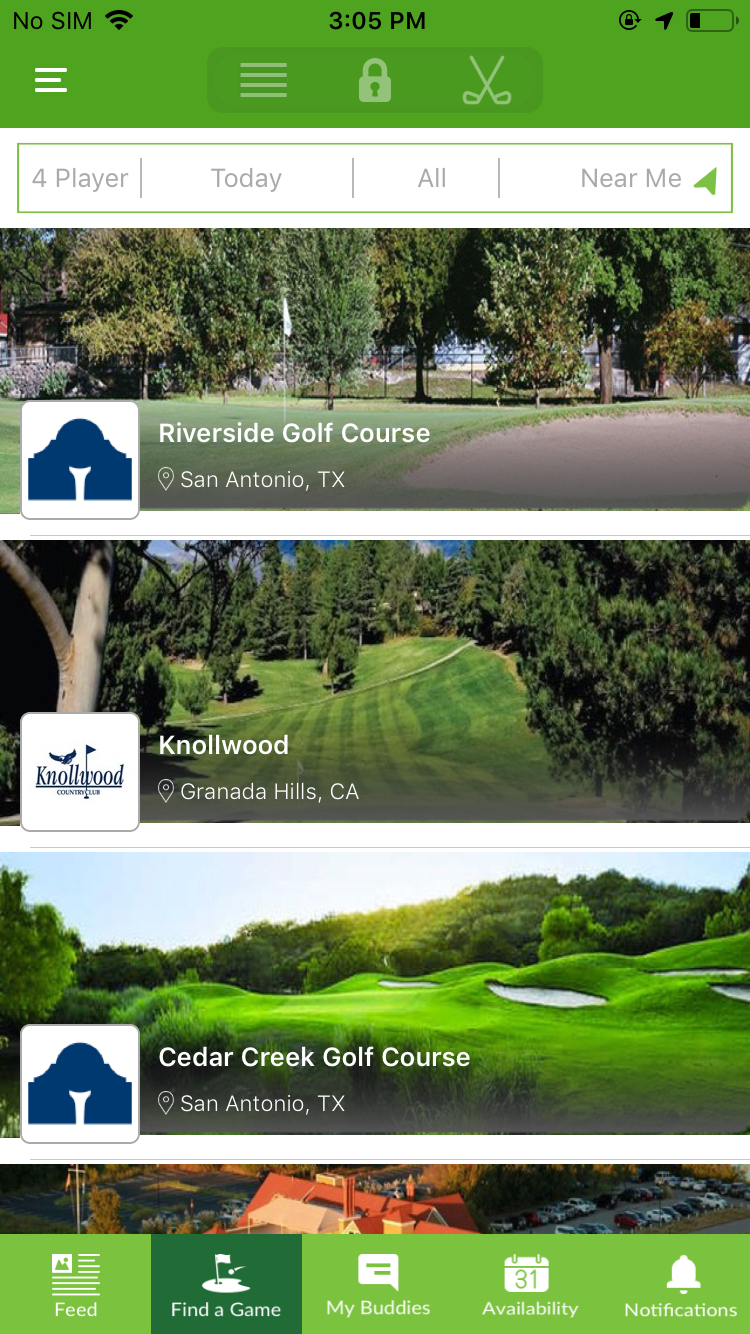 No SIM 3:05 PM
4 Player Today All Near Me
Riverside Golf Course
San Antonio, TX
Knollwood
COUNTRY CLUB
Knollwood
Granada Hills, CA
Cedar Creek Golf Course
San Antonio, TX
31
Feed Find a Game My Buddies Availability Notifications